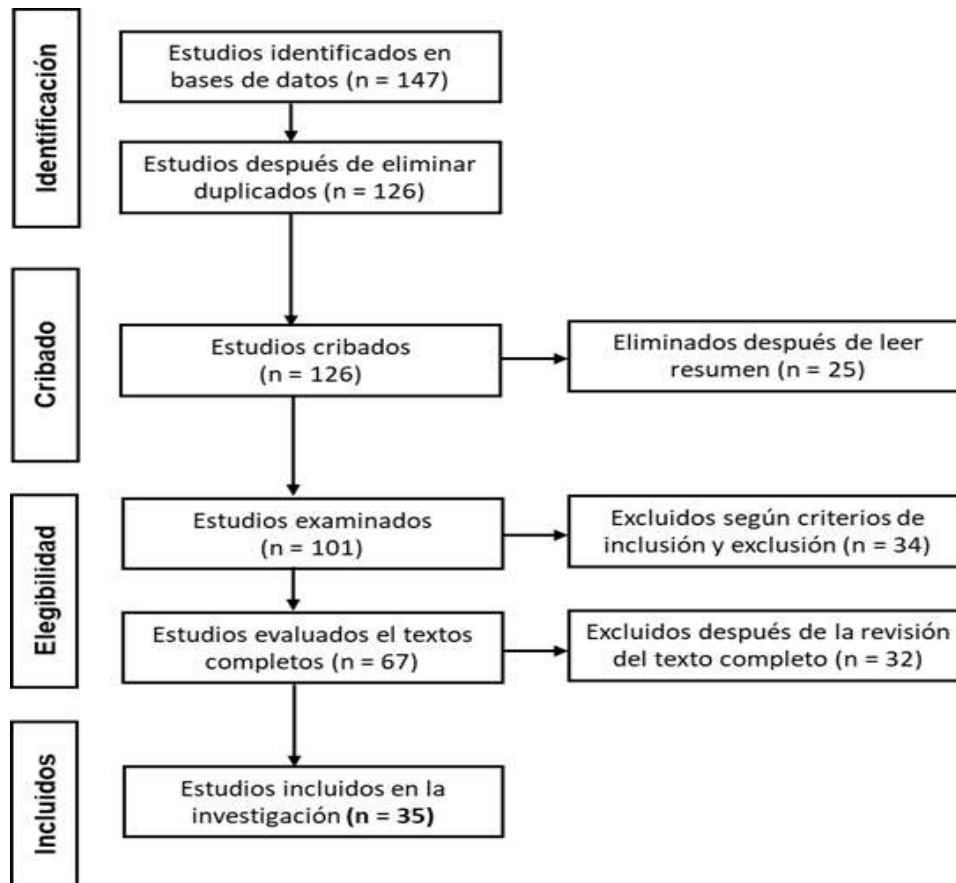 Identificación
Estudios identificados en
bases de datos (n = 147)
Estudios después de eliminar
duplicados (n = 126)
Cribado
Estudios cribados
(n = 126)
Eliminados después de leer
resumen (n = 25)
Elegibilidad
Estudios examinados
(n = 101)
Excluidos según criterios de
inclusión y exclusión (n = 34)
Estudios evaluados el textos
completos (n = 67)
Excluidos después de la revisión
del texto completo (n = 32)
Incluidos
Estudios incluidos en la
investigación (n = 35)